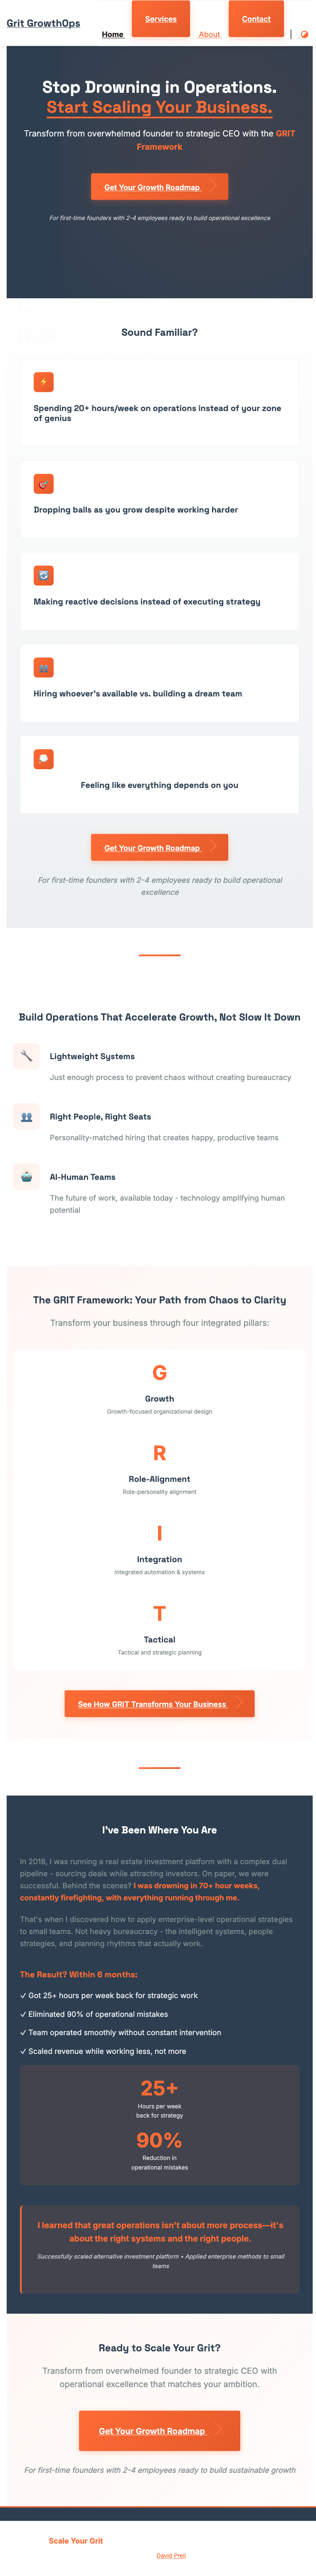 Grit GrowthOps
Home
Services
About
Contact
|
Stop Drowning in Operations.
Start Scaling Your Business.
Transform from overwhelmed founder to strategic CEO with the GRIT
Framework
Get Your Growth Roadmap
For first-time founders with 2-4 employees ready to build operational excellence
Sound Familiar?
Spending 20+ hours/week on operations instead of your zone
of genius
Dropping balls as you grow despite working harder
Making reactive decisions instead of executing strategy
Hiring whoever's available vs. building a dream team
Feeling like everything depends on you
Get Your Growth Roadmap
For first-time founders with 2-4 employees ready to build operational
excellence
Build Operations That Accelerate Growth, Not Slow It Down
Lightweight Systems
Just enough process to prevent chaos without creating bureaucracy
Right People, Right Seats
Personality-matched hiring that creates happy, productive teams
AI-Human Teams
The future of work, available today - technology amplifying human
potential
The GRIT Framework: Your Path from Chaos to Clarity
Transform your business through four integrated pillars:
G
Growth
Growth-focused organizational design
R
Role-Alignment
Role-personality alignment
I
Integration
Integrated automation & systems
T
Tactical
Tactical and strategic planning
See How GRIT Transforms Your Business
I've Been Where You Are
In 2018, I was running a real estate investment platform with a complex dual
pipeline - sourcing deals while attracting investors. On paper, we were
successful. Behind the scenes? I was drowning in 70+ hour weeks,
constantly firefighting, with everything running through me.
That's when I discovered how to apply enterprise-level operational strategies
to small teams. Not heavy bureaucracy - the intelligent systems, people
strategies, and planning rhythms that actually work.
The Result? Within 6 months:
✓ Got 25+ hours per week back for strategic work
✓ Eliminated 90% of operational mistakes
✓ Team operated smoothly without constant intervention
✓ Scaled revenue while working less, not more
25+
Hours per week
back for strategy
90%
Reduction in
operational mistakes
I learned that great operations isn't about more process—it's
about the right systems and the right people.
Successfully scaled alternative investment platform • Applied enterprise methods to small
teams
Ready to Scale Your Grit?
Transform from overwhelmed founder to strategic CEO with
operational excellence that matches your ambition.
Get Your Growth Roadmap
For first-time founders with 2-4 employees ready to build sustainable growth
Scale Your Grit
David Preil